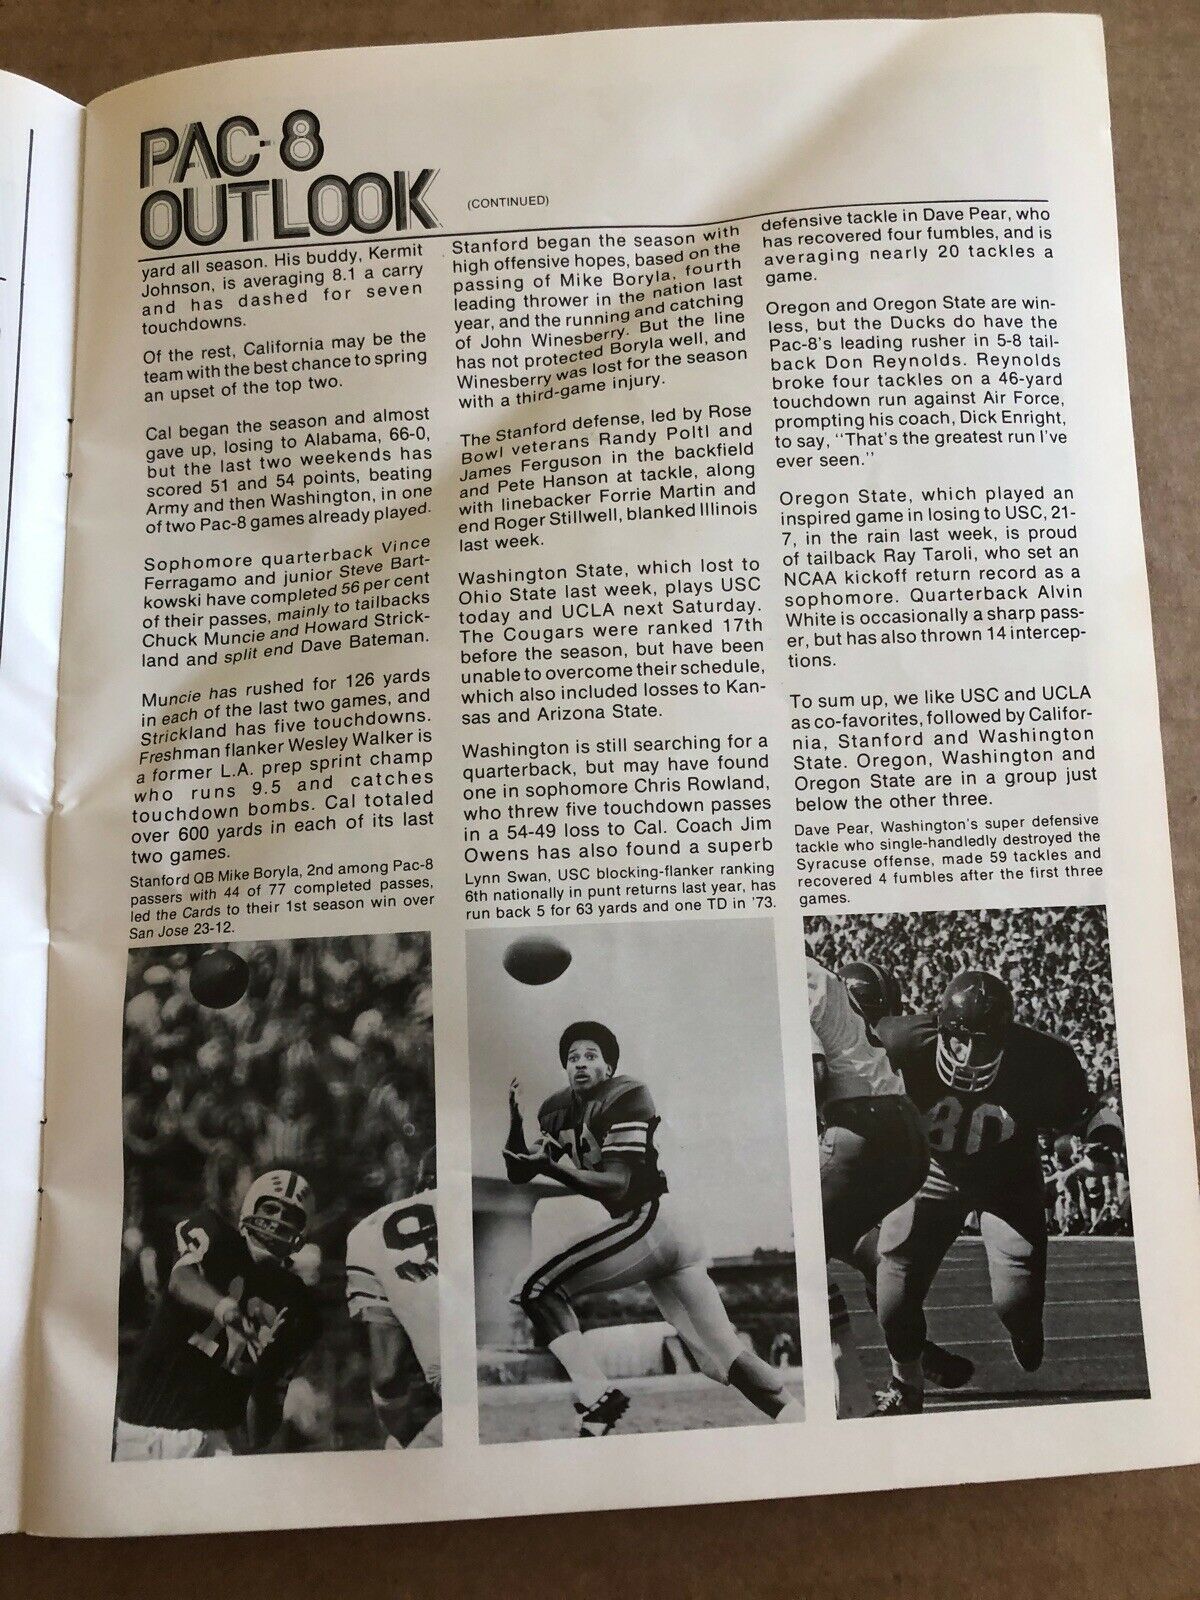 PAC-8
OUTLOOK
(CONTINUED)
yard all season. His buddy, Kermit
Johnson, is averaging 8.1 a carry
and has dashed for seven
touchdowns.
Of the rest, California may be the
team with the best chance to spring
an upset of the top two.
Cal began the season and almost
gave up, losing to Alabama, 66-0,
but the last two weekends has
scored 51 and 54 points, beating
Army and then Washington, in one
of two Pac-8 games already played.
Sophomore quarterback Vince
Ferragamo and junior Steve Bart-
kowski have completed 56 per cent
of their passes, mainly to tailbacks
Chuck Muncie and Howard Strick-
land and split end Dave Bateman.
Muncie has rushed for 126 yards
in each of the last two games, and
Strickland has five touchdowns.
Freshman flanker Wesley Walker is
a former L.A. prep sprint champ
who runs 9.5 and catches
touchdown bombs. Cal totaled
over 600 yards in each of its last
two games.
Stanford QB Mike Boryla, 2nd among Pac-8
passers with 44 of 77 completed passes,
led the Cards to their 1st season win over
San Jose 23-12.
Stanford began the season with
high offensive hopes, based on the
passing of Mike Boryla, fourth
leading thrower in the nation last
year, and the running and catching
of John Winesberry. But the line
has not protected Boryla well, and
Winesberry was lost for the season
with a third-game injury.
The Stanford defense, led by Rose
Bowl veterans Randy Poltl and
James Ferguson in the backfield
and Pete Hanson at tackle, along
with linebacker Forrie Martin and
end Roger Stillwell, blanked Illinois
last week.
Washington State, which lost to
Ohio State last week, plays USC
today and UCLA next Saturday.
The Cougars were ranked 17th
before the season, but have been
unable to overcome their schedule,
which also included losses to Kan-
sas and Arizona State.
Washington is still searching for a
quarterback, but may have found
one in sophomore Chris Rowland,
who threw five touchdown passes
in a 54-49 loss to Cal. Coach Jim
Owens has also found a superb
Lynn Swan, USC blocking-flanker ranking
6th nationally in punt returns last year, has
run back 5 for 63 yards and one TD in '73.
defensive tackle in Dave Pear, who
has recovered four fumbles, and is
averaging nearly 20 tackles a
game.
Oregon and Oregon State are win-
less, but the Ducks do have the
Pac-8's leading rusher in 5-8 tail-
back Don Reynolds. Reynolds
broke four tackles on a 46-yard
touchdown run against Air Force,
prompting his coach, Dick Enright,
to say, "That's the greatest run I've
ever seen."
Oregon State, which played an
inspired game in losing to USC, 21-
7, in the rain last week, is proud
of tailback Ray Taroli, who set an
NCAA kickoff return record as a
sophomore. Quarterback Alvin
White is occasionally a sharp pass-
er, but has also thrown 14 intercep-
tions.
To sum up, we like USC and UCLA
as co-favorites, followed by Califor-
nia, Stanford and Washington
State. Oregon, Washington and
Oregon State are in a group just
below the other three.
Dave Pear, Washington's super defensive
tackle who single-handledly destroyed the
Syracuse offense, made 59 tackles and
recovered 4 fumbles after the first three
games.
80